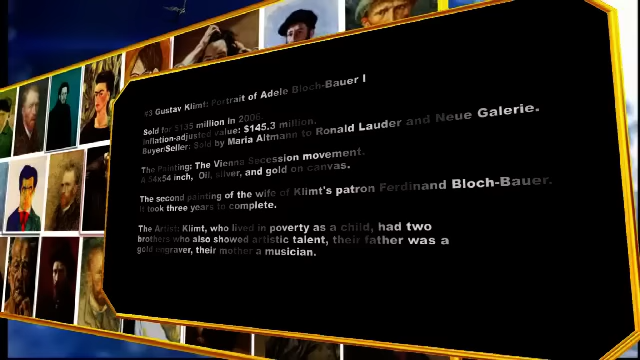 #3 Gustav Klimt: Portrait of Adele Bloch-Bauer I
Sold for $135 million in 2006.
Inflation-adjusted value: $145.3 million.
Buyer/Seller: Sold by Maria Altmann to Ronald Lauder and Neue Galerie.
The Painting: The Vienna Secession movement.
A 54x54 inch, Oil, silver, and gold on canvas.
The second painting of the wife of Klimt's patron Ferdinand Bloch-Bauer.
It took three years to complete.
The Artist: Klimt, who lived in poverty as a child, had two
brothers who also showed artistic talent, their father was a
gold engraver, their mother a musician.